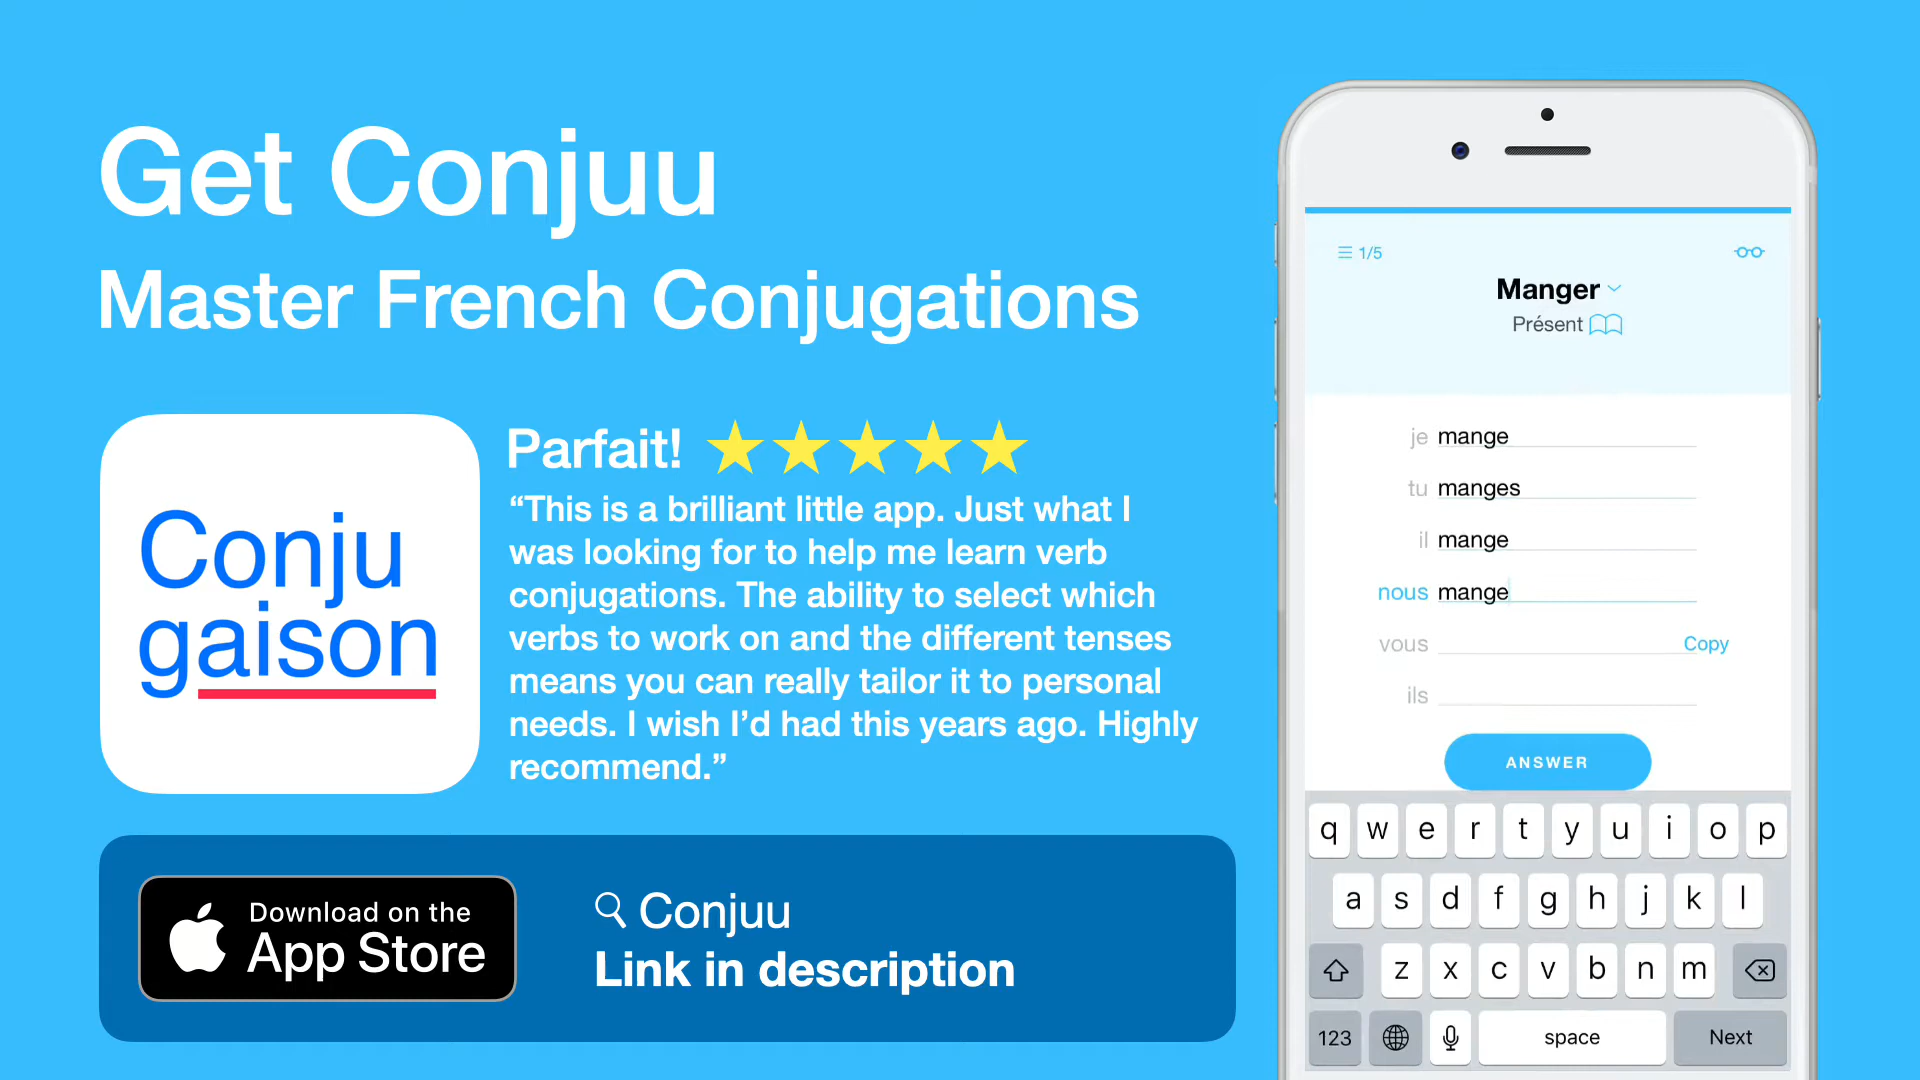 Get Conjuu
Master French Conjugations
Conju
gaison
Parfait!
“This is a brilliant little app. Just what I
was looking for to help me learn verb
conjugations. The ability to select which
verbs to work on and the different tenses
means you can really tailor it to personal
needs. I wish I’d had this years ago. Highly
recommend.”
Download on the
App Store
Conjuu
Link in description
1/5
Manger
Présent
je mange
tu manges
il mange
nous mange
vous Copy
ils
ANSWER
q w e r t y u i o p
a s d f g h j k l
z x c v b n m
123 space Next